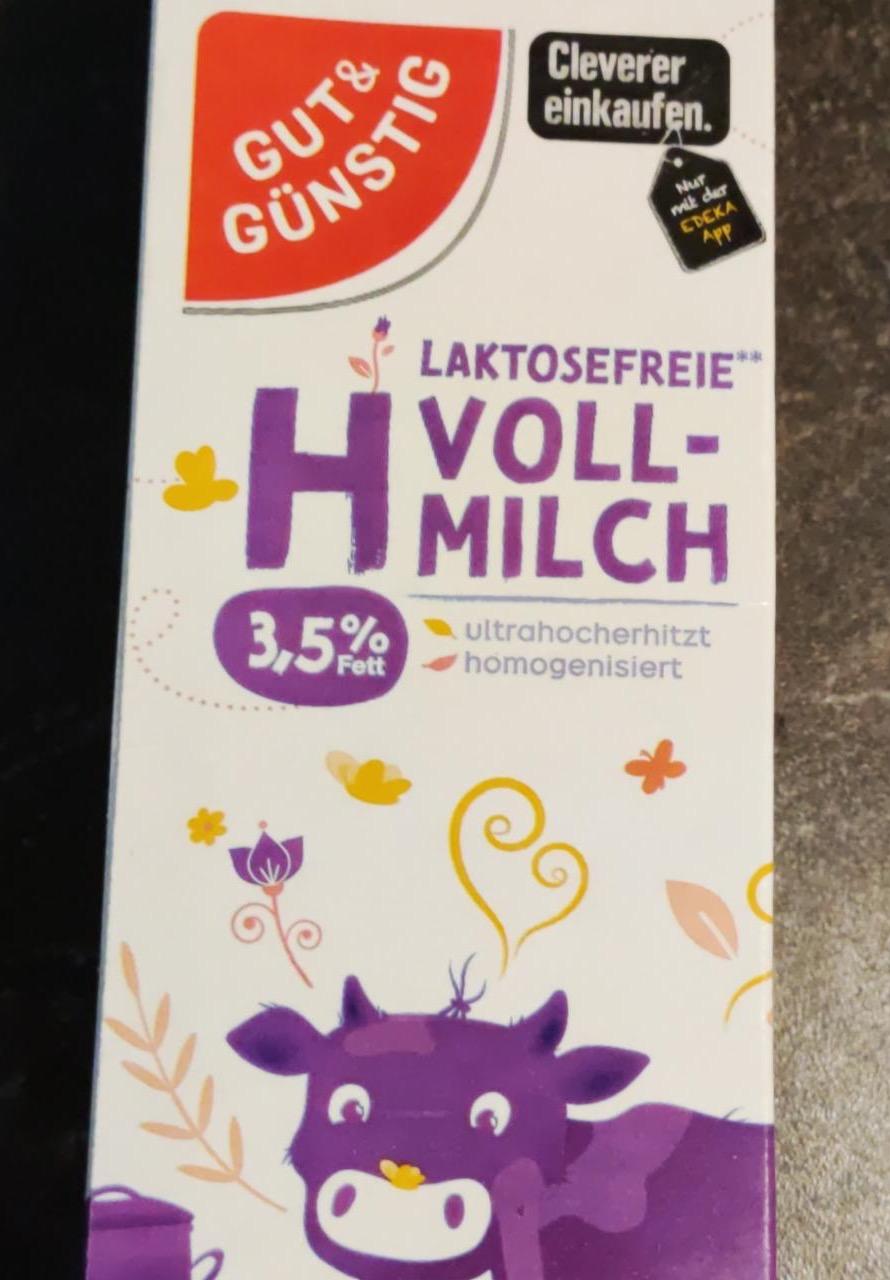 GUT&
GÜNSTIG
Cleverer
einkaufen.
Nur
mit der
EDEKA
App
LAKTOSEFREIE**
H VOLL-
MILCH
3,5%
Fett
ultrahocherhitzt
homogenisiert